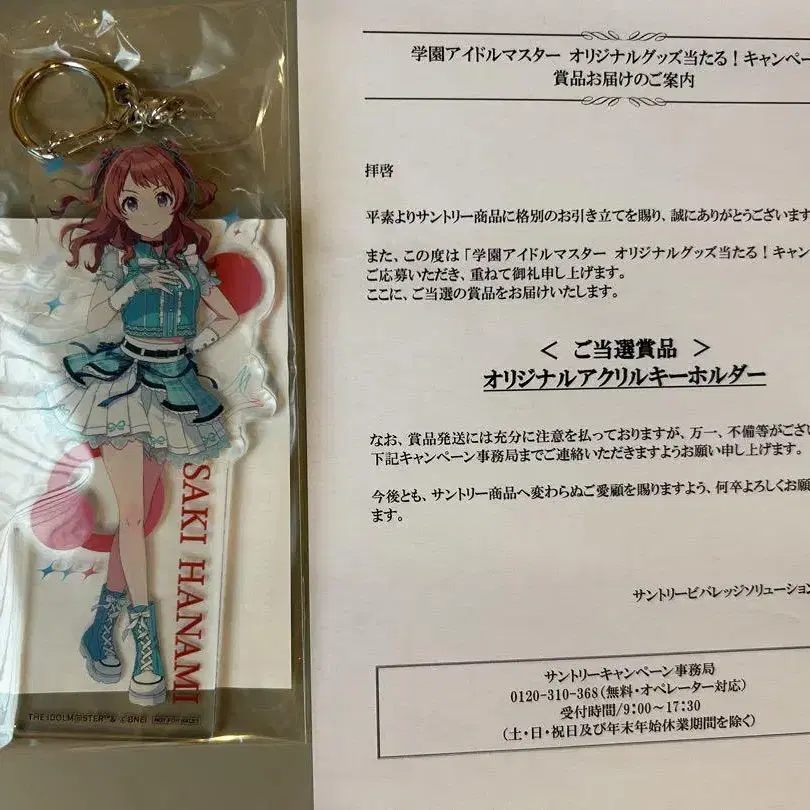 SAKI HANAMI
THE IDOLM@STER™& ©BNEI NOT FOR SALE
学園アイドルマスター オリジナルグッズ当たる！キャンペー
賞品お届けのご案内
拝啓
平素よりサントリー商品に格別のお引き立てを賜り、誠にありがとうございます
また、この度は「学園アイドルマスター オリジナルグッズ当たる！キャン
ご応募いただき、重ねて御礼申し上げます。
ここに、ご当選の賞品をお届けいたします。
＜ ご当選賞品 ＞
オリジナルアクリルキーホルダー
なお、賞品発送には充分に注意を払っておりますが、万一、不備等がござい
下記キャンペーン事務局までご連絡いただきますようお願い申し上げます。
今後とも、サントリー商品へ変わらぬご愛顧を賜りますよう、何卒よろしくお願
ます。
サントリービバレッジソリューション
サントリーキャンペーン事務局
0120-310-368(無料・オペレーター対応)
受付時間/9:00～17:30
(土・日・祝日及び年末年始休業期間を除く)